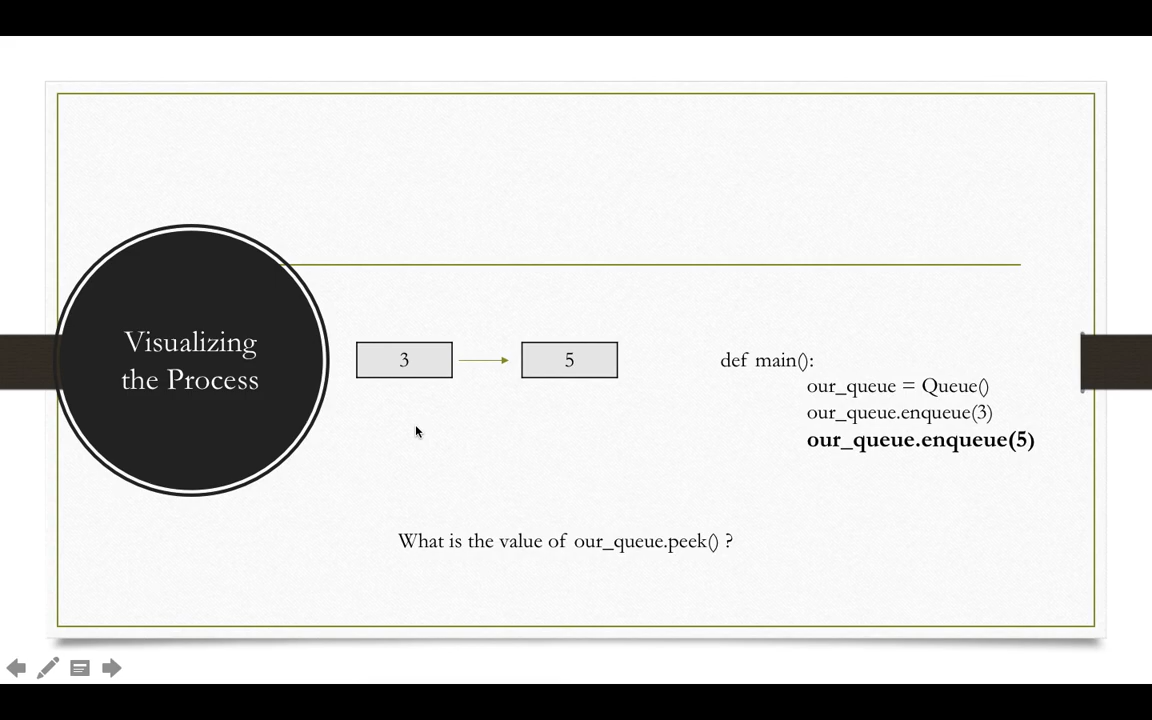 Visualizing
the Process
3
5
def main():
our_queue = Queue()
our_queue.enqueue(3)
our_queue.enqueue(5)
What is the value of our_queue.peek() ?